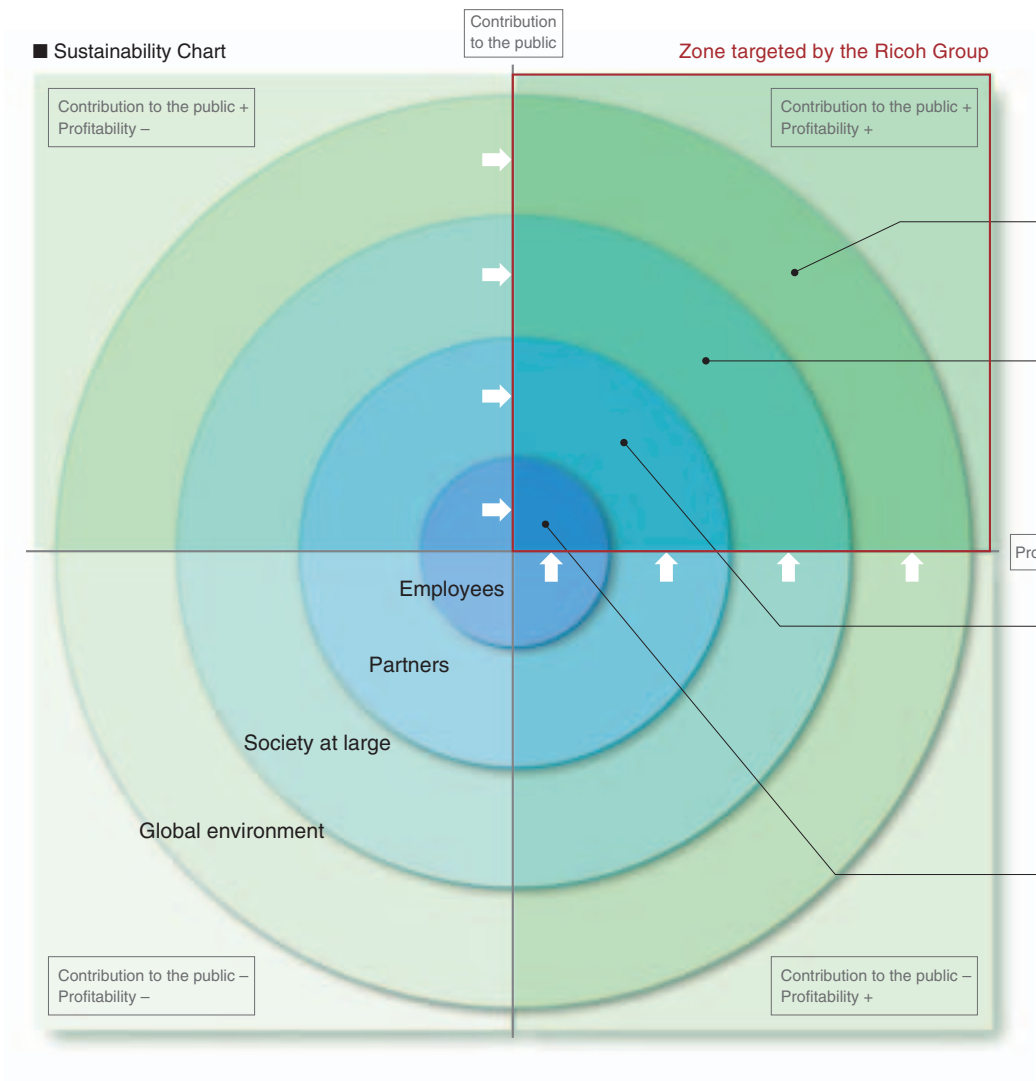 Contribution
to the public
■ Sustainability Chart
Zone targeted by the Ricoh Group
Contribution to the public +
Profitability –
Contribution to the public +
Profitability +
Pro
Employees
Partners
Society at large
Global environment
Contribution to the public –
Profitability –
Contribution to the public –
Profitability +